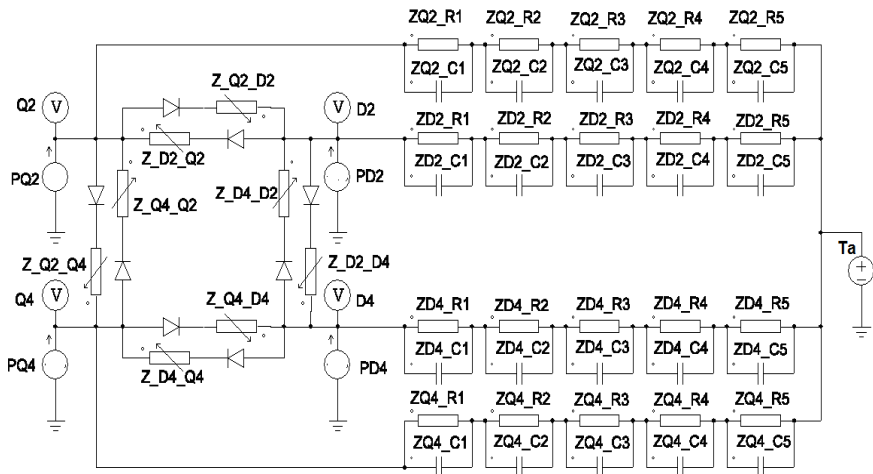 ZQ2_R1 ZQ2_R2 ZQ2_R3 ZQ2_R4 ZQ2_R5
ZQ2_C1 ZQ2_C2 ZQ2_C3 ZQ2_C4 ZQ2_C5
Z_Q2_D2
Q2 V V D2
ZD2_R1 ZD2_R2 ZD2_R3 ZD2_R4 ZD2_R5
Z_D2_Q2
ZD2_C1 ZD2_C2 ZD2_C3 ZD2_C4 ZD2_C5
PQ2 Z_Q4_Q2 Z_D4_D2 PD2
Ta
Z_Q2_Q4 Z_D2_D4
Q4 V Z_Q4_D4 V D4
ZD4_R1 ZD4_R2 ZD4_R3 ZD4_R4 ZD4_R5
ZD4_C1 ZD4_C2 ZD4_C3 ZD4_C4 ZD4_C5
PQ4 Z_D4_Q4 PD4
ZQ4_R1 ZQ4_R2 ZQ4_R3 ZQ4_R4 ZQ4_R5
ZQ4_C1 ZQ4_C2 ZQ4_C3 ZQ4_C4 ZQ4_C5